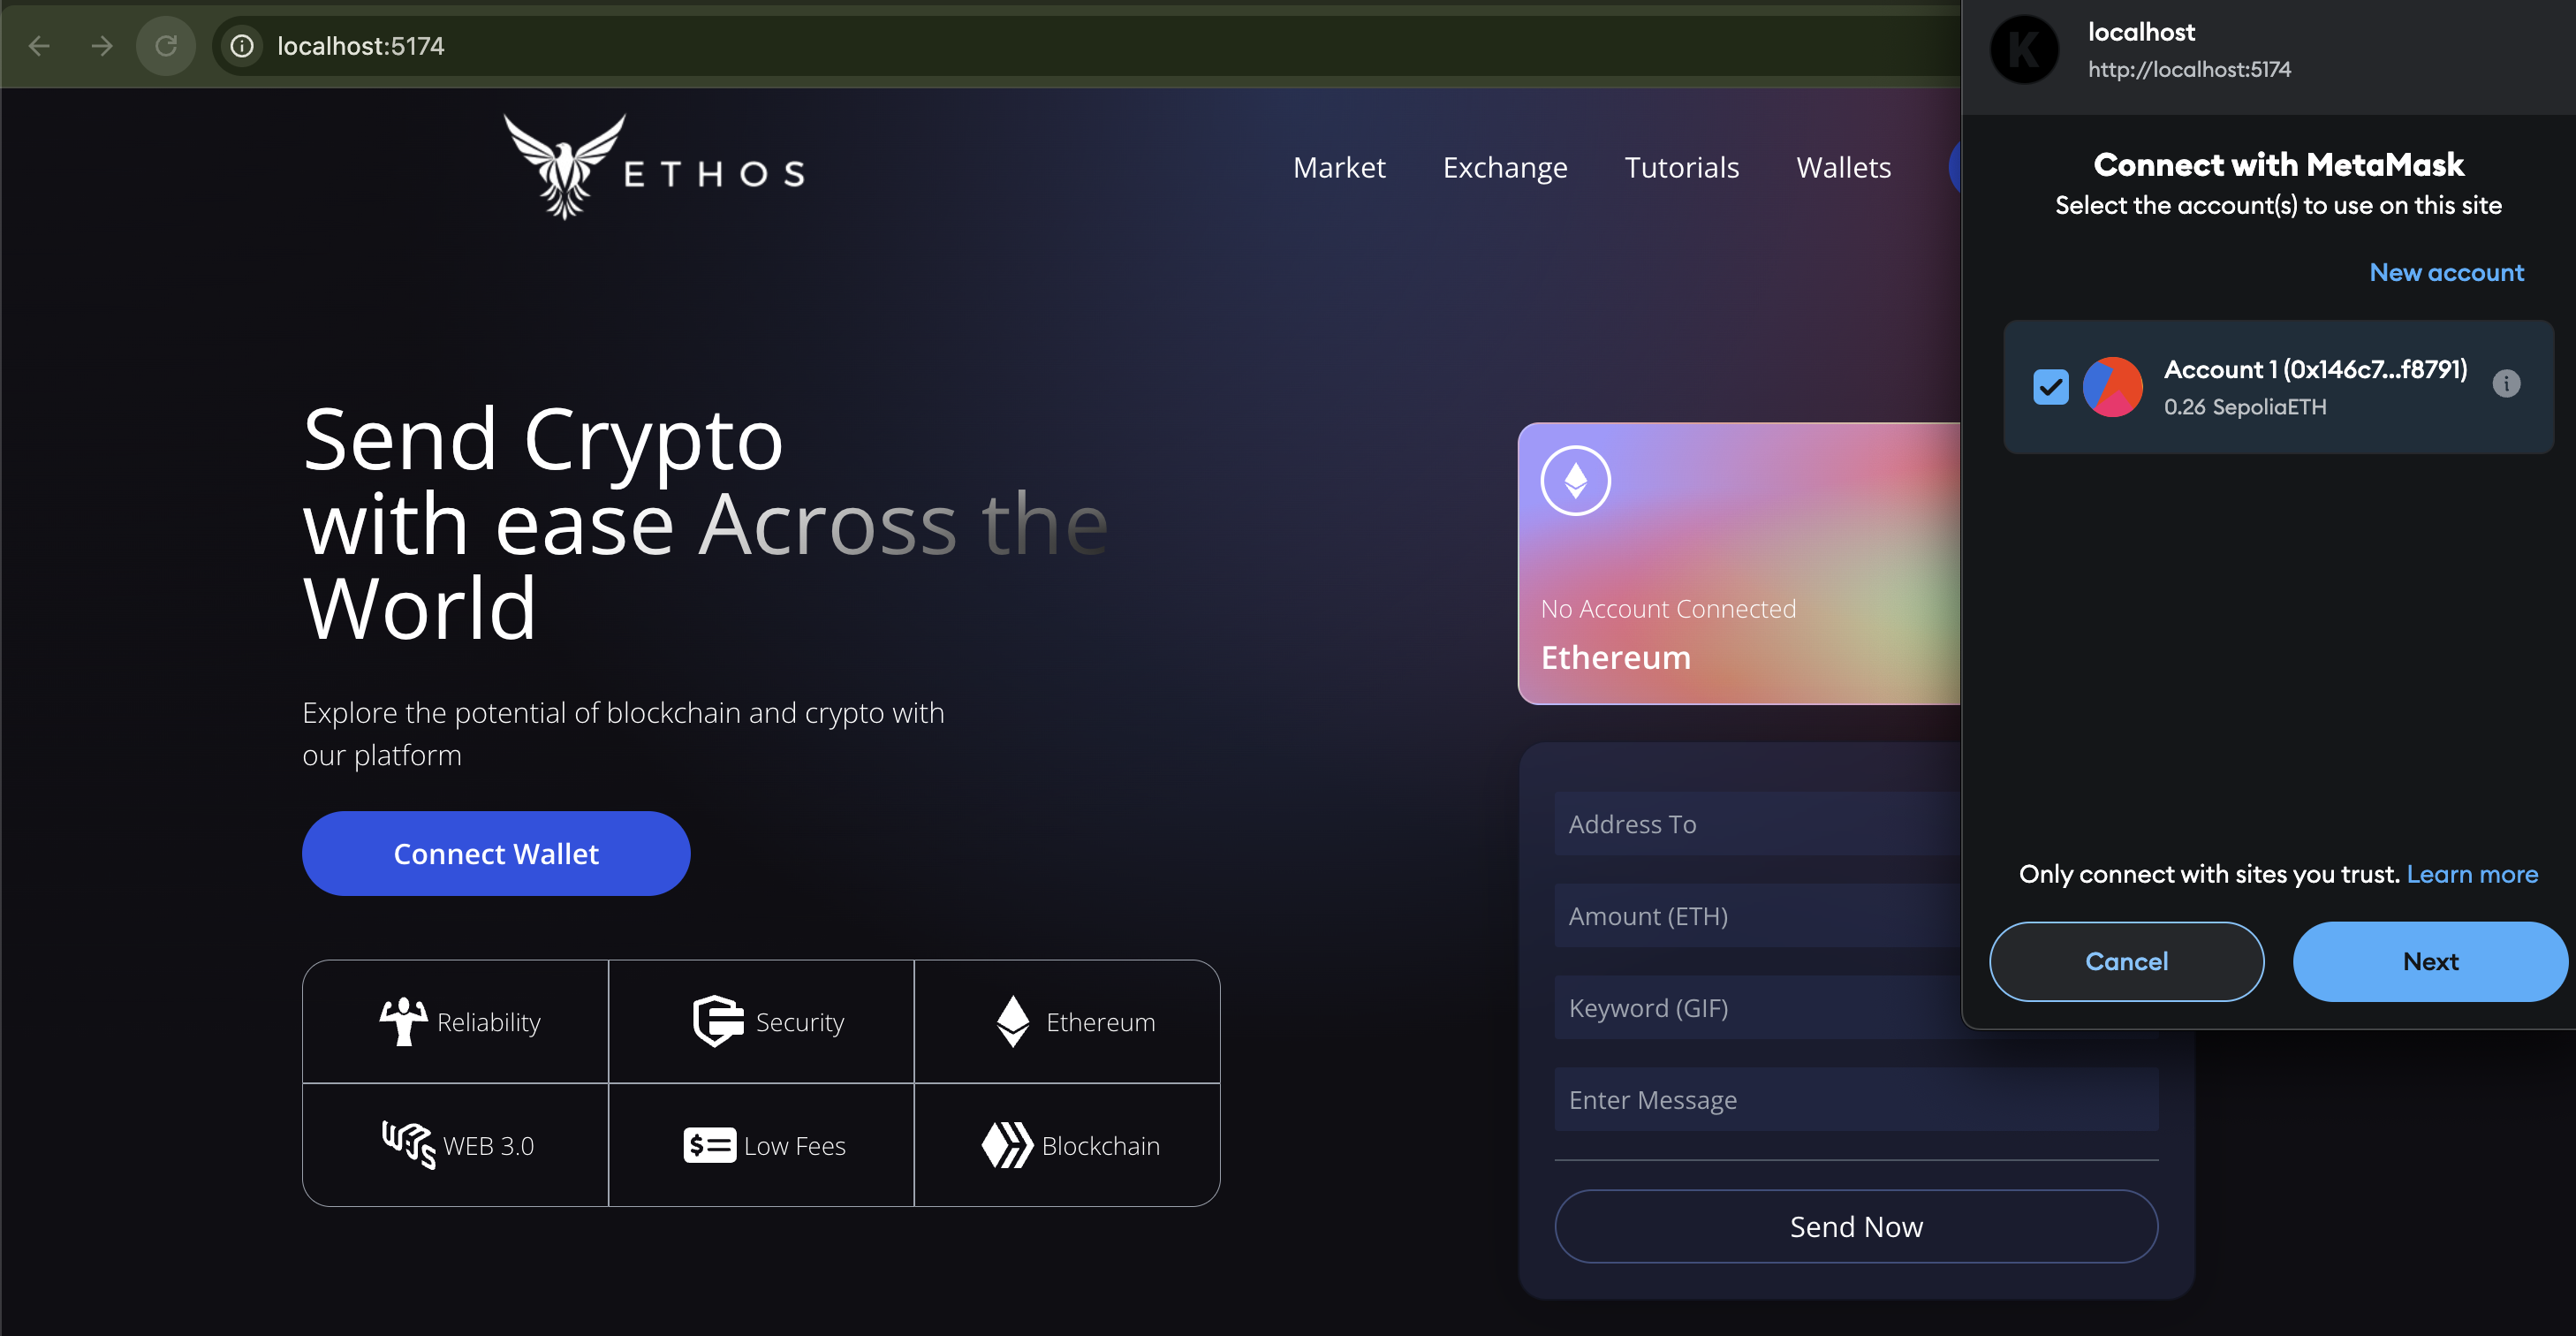 localhost:5174
ETHOS
Market
Exchange
Tutorials
Wallets
Send Crypto
with ease Across the
World
Explore the potential of blockchain and crypto with
our platform
Connect Wallet
Reliability
Security
Ethereum
WEB 3.0
Low Fees
Blockchain
No Account Connected
Ethereum
Address To
Amount (ETH)
Keyword (GIF)
Enter Message
Send Now
K
localhost
http://localhost:5174
Connect with MetaMask
Select the account(s) to use on this site
New account
Account 1 (0x146c7...f8791)
0.26 SepoliaETH
Only connect with sites you trust. Learn more
Cancel
Next